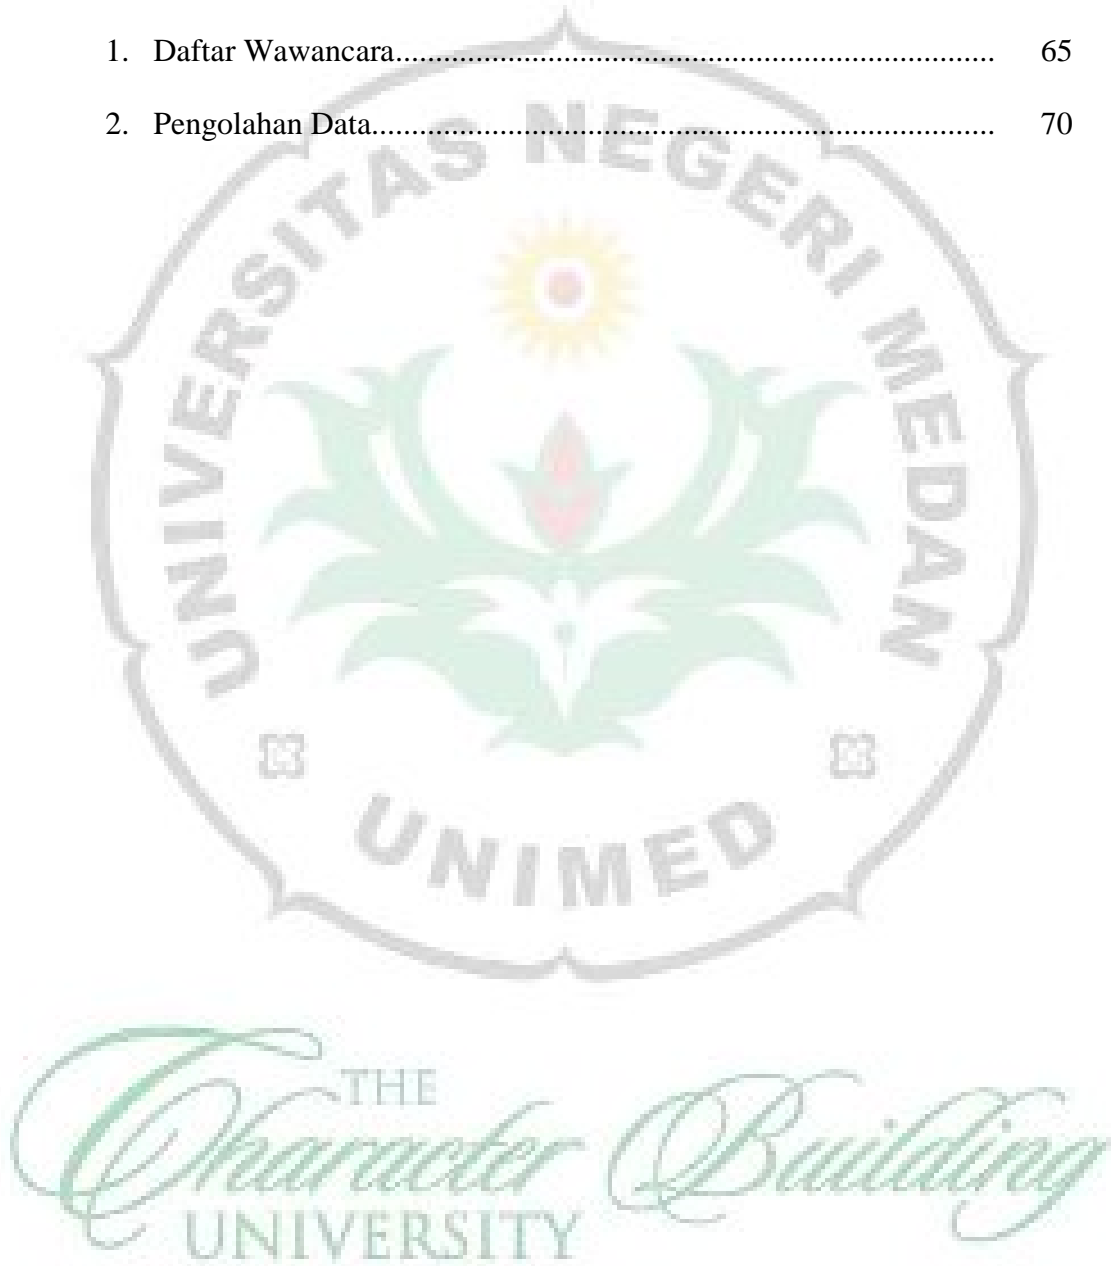 1. Daftar Wawancara........................................................................... 65
2. Pengolahan Data.............................................................................. 70
UNIVERSITAS NEGERI MEDAN
UNIMED
THE
Character Building
UNIVERSITY